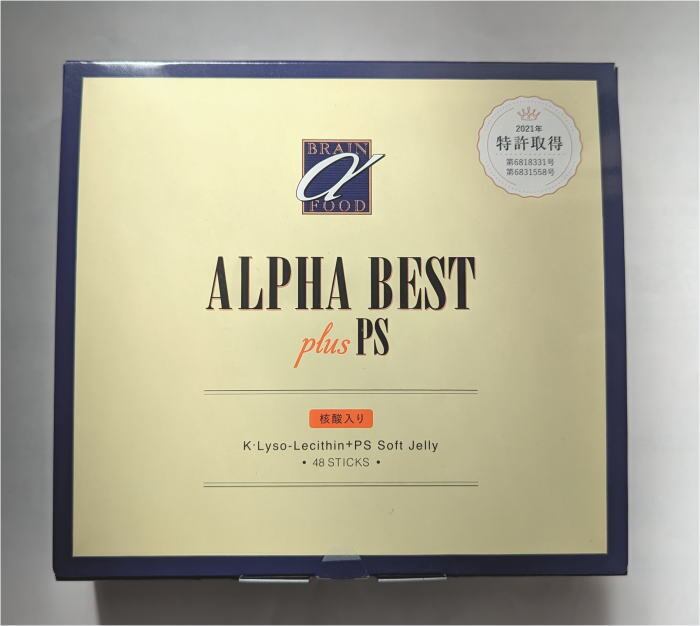 2021年
特許取得
第6818331号
第6831558号
BRAIN
α
FOOD
ALPHA BEST
plus PS
核酸入り
K·Lyso-Lecithin+PS Soft Jelly
• 48 STICKS •